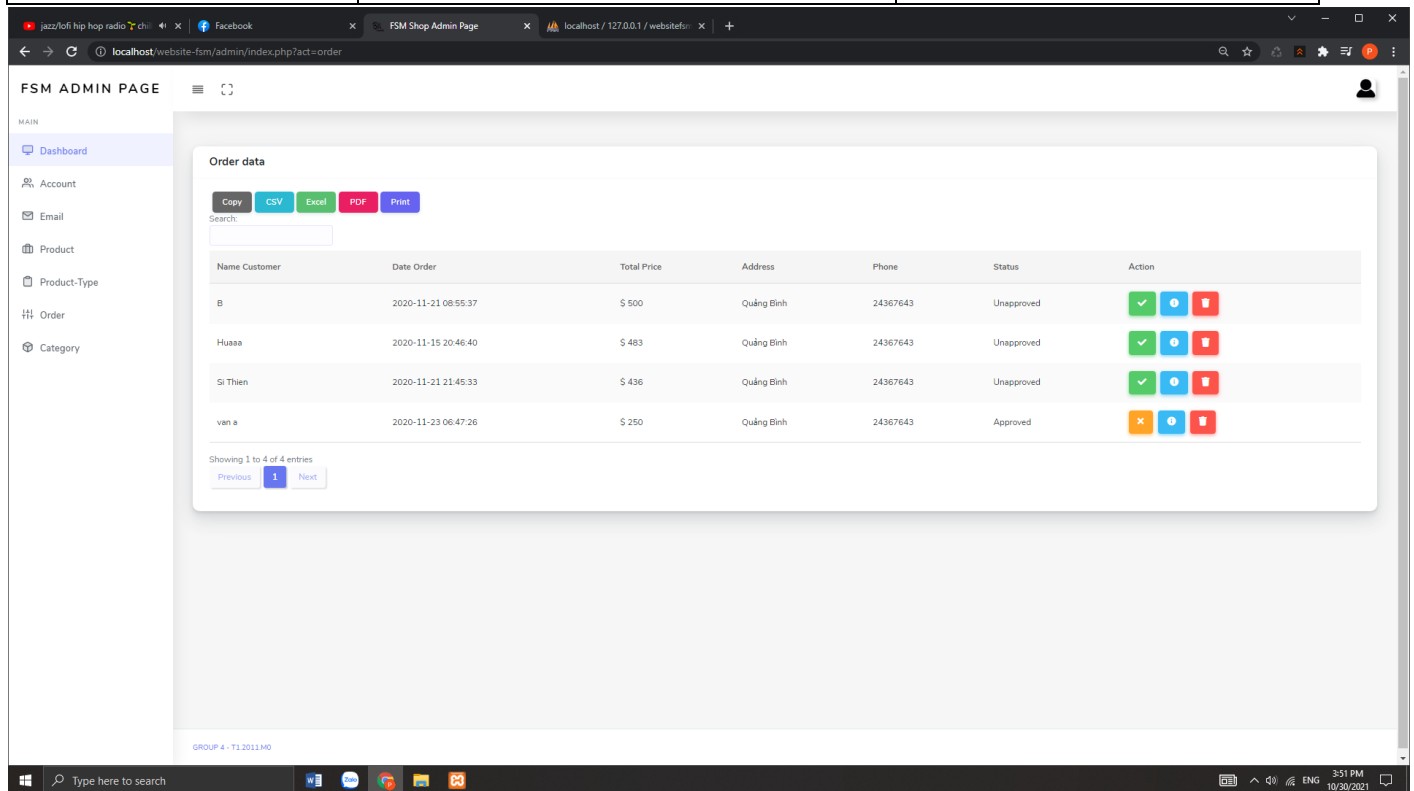 jazz/lofi hip hop radio chil
Facebook
FSM Shop Admin Page
localhost / 127.0.0.1 / websitefsm
localhost/website-fsm/admin/index.php?act=order
P
FSM ADMIN PAGE
MAIN
Dashboard
Account
Email
Product
Product-Type
Order
Category
Order data
Copy CSV Excel PDF Print
Search:
Name Customer Date Order Total Price Address Phone Status Action
B 2020-11-21 08:55:37 $ 500 Quảng Bình 24367643 Unapproved
Huaaa 2020-11-15 20:46:40 $ 483 Quảng Bình 24367643 Unapproved
Si Thien 2020-11-21 21:45:33 $ 436 Quảng Bình 24367643 Unapproved
van a 2020-11-23 06:47:26 $ 250 Quảng Bình 24367643 Approved
Showing 1 to 4 of 4 entries
Previous 1 Next
GROUP 4 - T1.2011.M0
Type here to search
Zalo
ENG
3:51 PM
10/30/2021